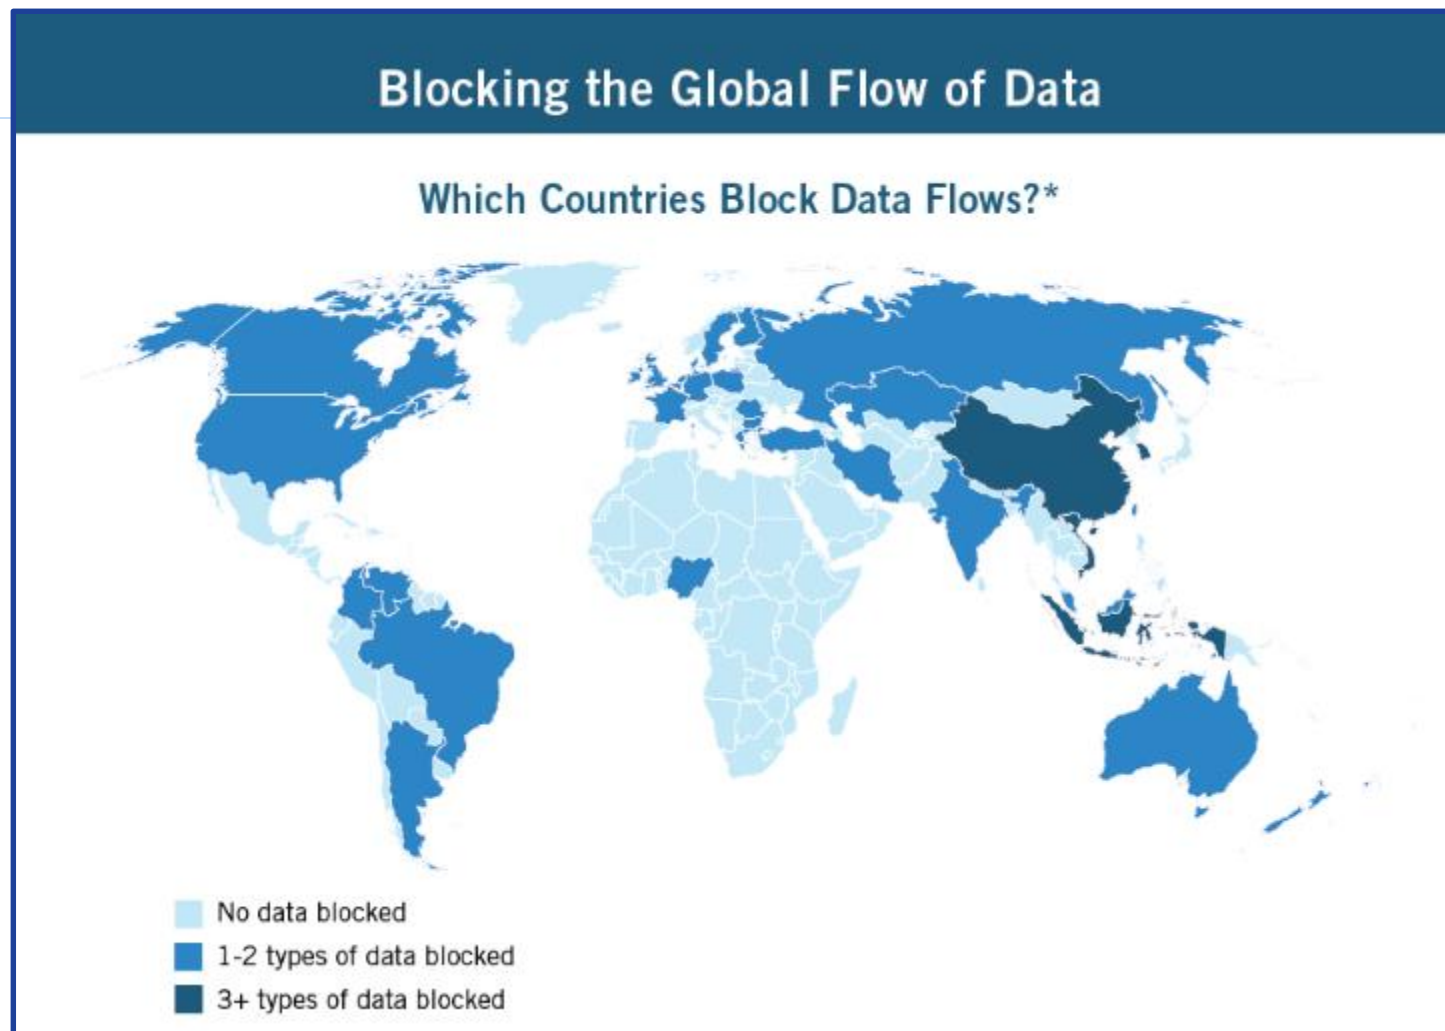 Blocking the Global Flow of Data
Which Countries Block Data Flows?*
No data blocked
1-2 types of data blocked
3+ types of data blocked